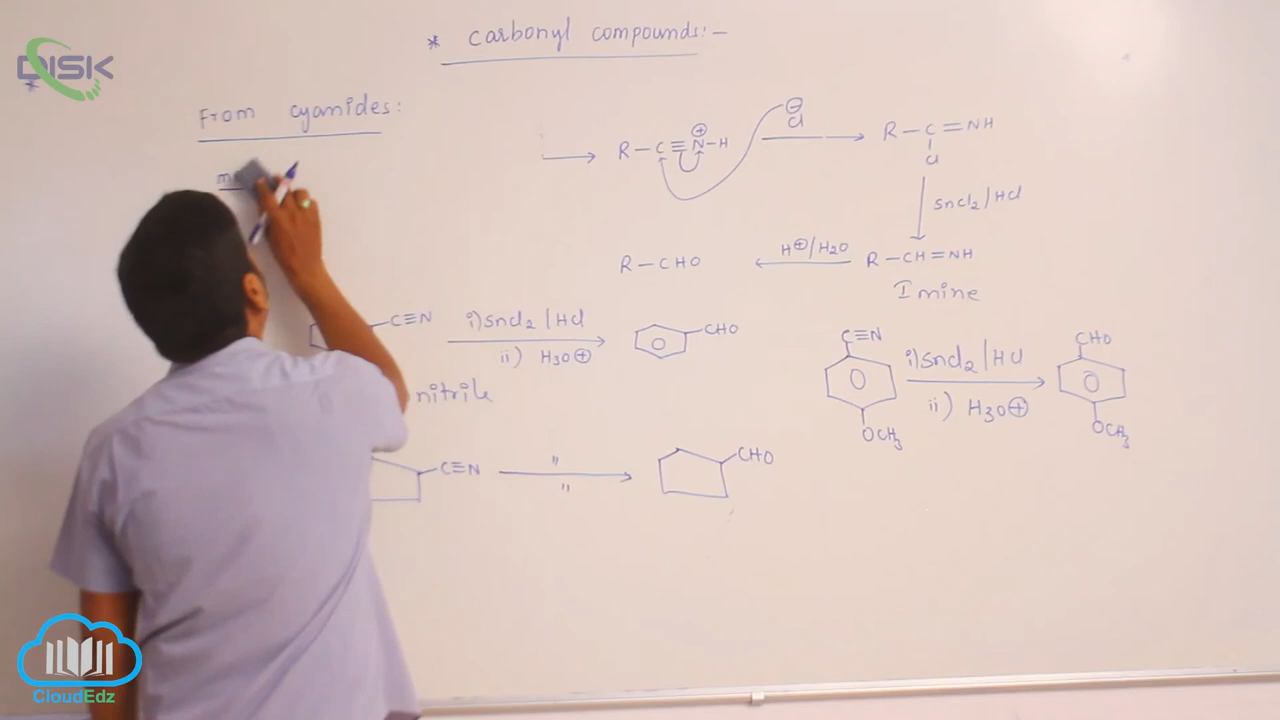 DISK
* carbonyl compounds:-
*
From cyamides:
R-C≡N⊕-H
Cl⊖
R-C=NH
Cl
Sncl2/Hcl
R-CH=NH
Imine
H⊕/H2O
R-CHO
C≡N
i) Sncl2/Hcl
ii) H3O⊕
CHO
nitrile
C≡N
i) Sncl2/HCl
ii) H3O⊕
CHO
OCH3
OCH3
C≡N
"
"
CHO
CloudEdz